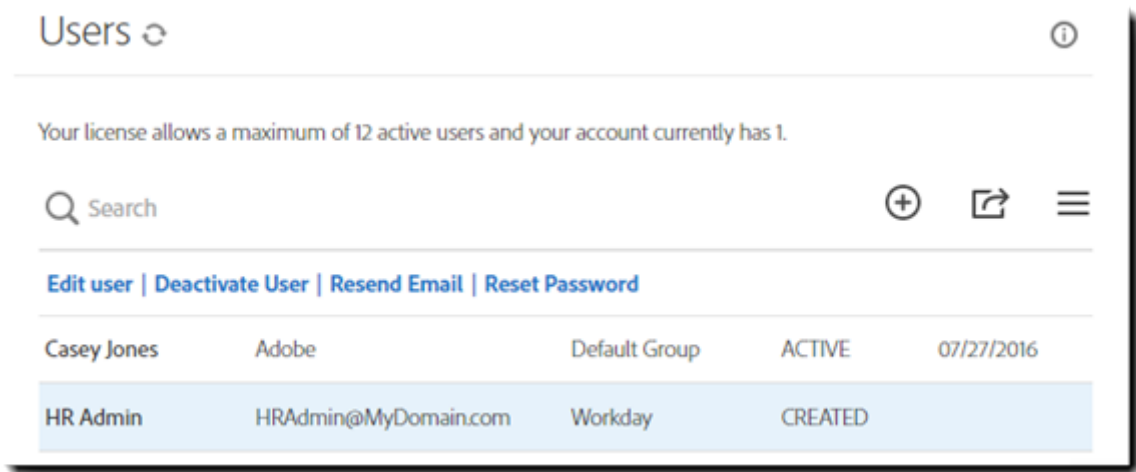 Users
Your license allows a maximum of 12 active users and your account currently has 1.
Search
Edit user | Deactivate User | Resend Email | Reset Password
Casey Jones Adobe Default Group ACTIVE 07/27/2016
HR Admin HRAdmin@MyDomain.com Workday CREATED